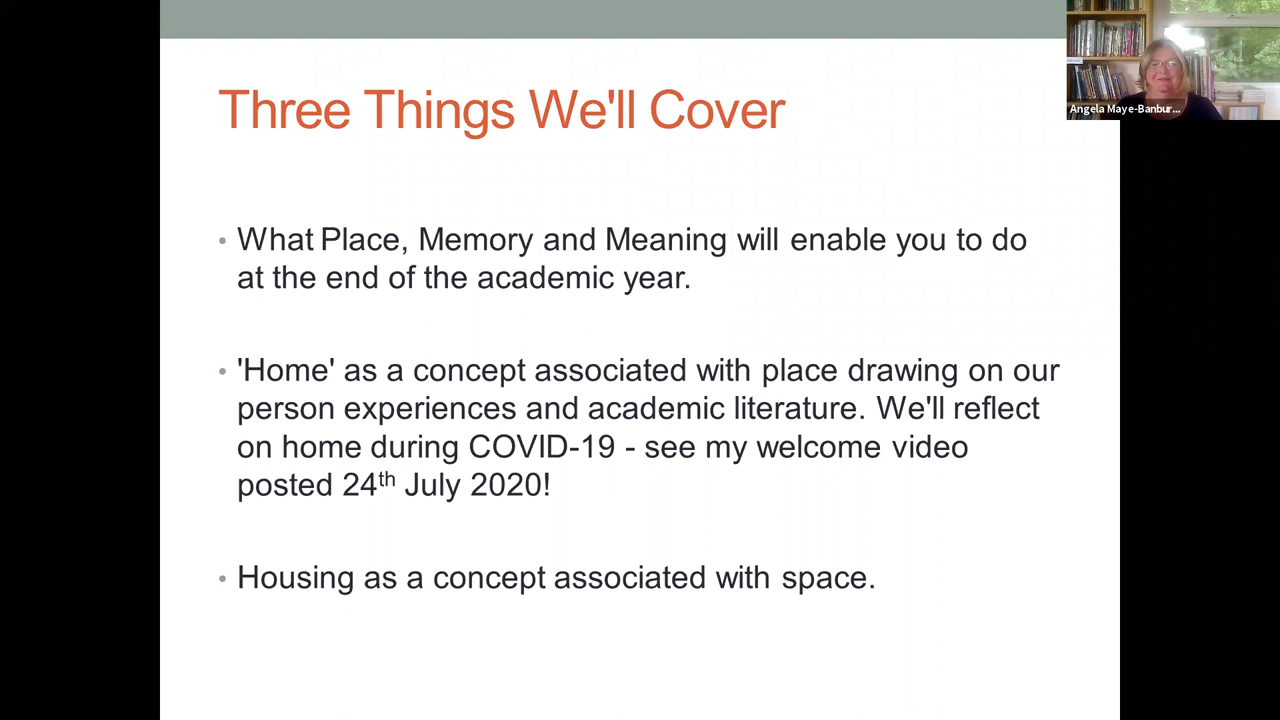 Three Things We'll Cover
Angela Maye-Banbur...
• What Place, Memory and Meaning will enable you to do
at the end of the academic year.
• 'Home' as a concept associated with place drawing on our
person experiences and academic literature. We'll reflect
on home during COVID-19 - see my welcome video
posted 24th July 2020!
• Housing as a concept associated with space.